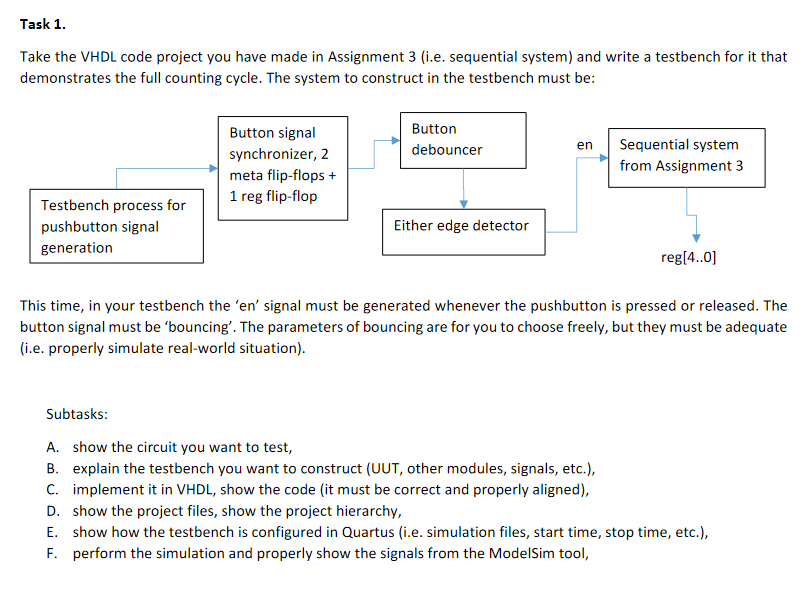 Task 1.
Take the VHDL code project you have made in Assignment 3 (i.e. sequential system) and write a testbench for it that
demonstrates the full counting cycle. The system to construct in the testbench must be:
Testbench process for
pushbutton signal
generation
Button signal
synchronizer, 2
meta flip-flops +
1 reg flip-flop
Button
debouncer
Either edge detector
en
Sequential system
from Assignment 3
reg[4..0]
This time, in your testbench the ‘en’ signal must be generated whenever the pushbutton is pressed or released. The
button signal must be ‘bouncing’. The parameters of bouncing are for you to choose freely, but they must be adequate
(i.e. properly simulate real-world situation).
Subtasks:
A. show the circuit you want to test,
B. explain the testbench you want to construct (UUT, other modules, signals, etc.),
C. implement it in VHDL, show the code (it must be correct and properly aligned),
D. show the project files, show the project hierarchy,
E. show how the testbench is configured in Quartus (i.e. simulation files, start time, stop time, etc.),
F. perform the simulation and properly show the signals from the ModelSim tool,